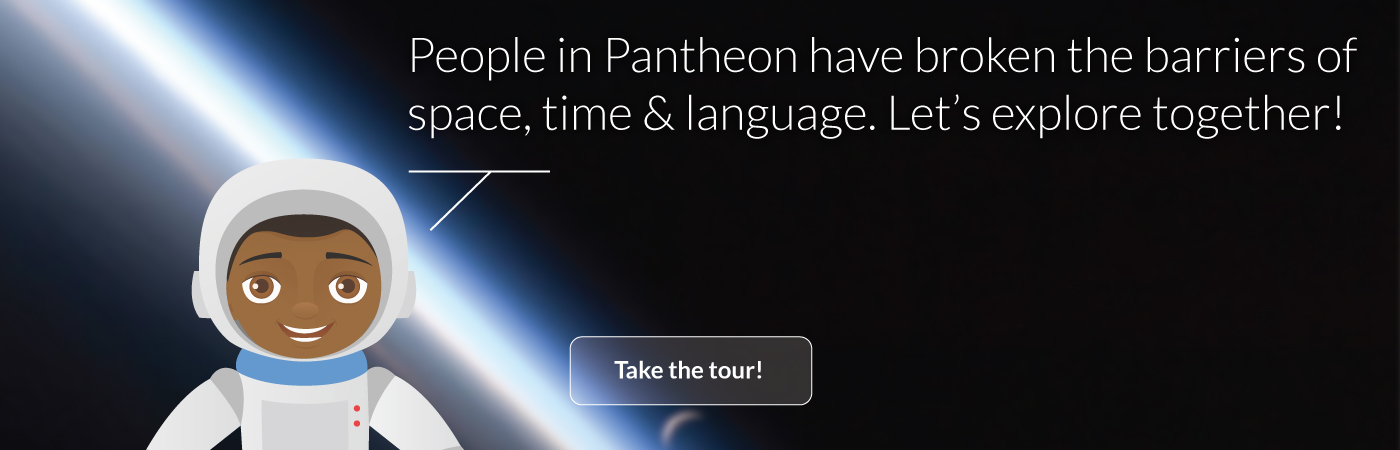 People in Pantheon have broken the barriers of
space, time & language. Let’s explore together!
Take the tour!